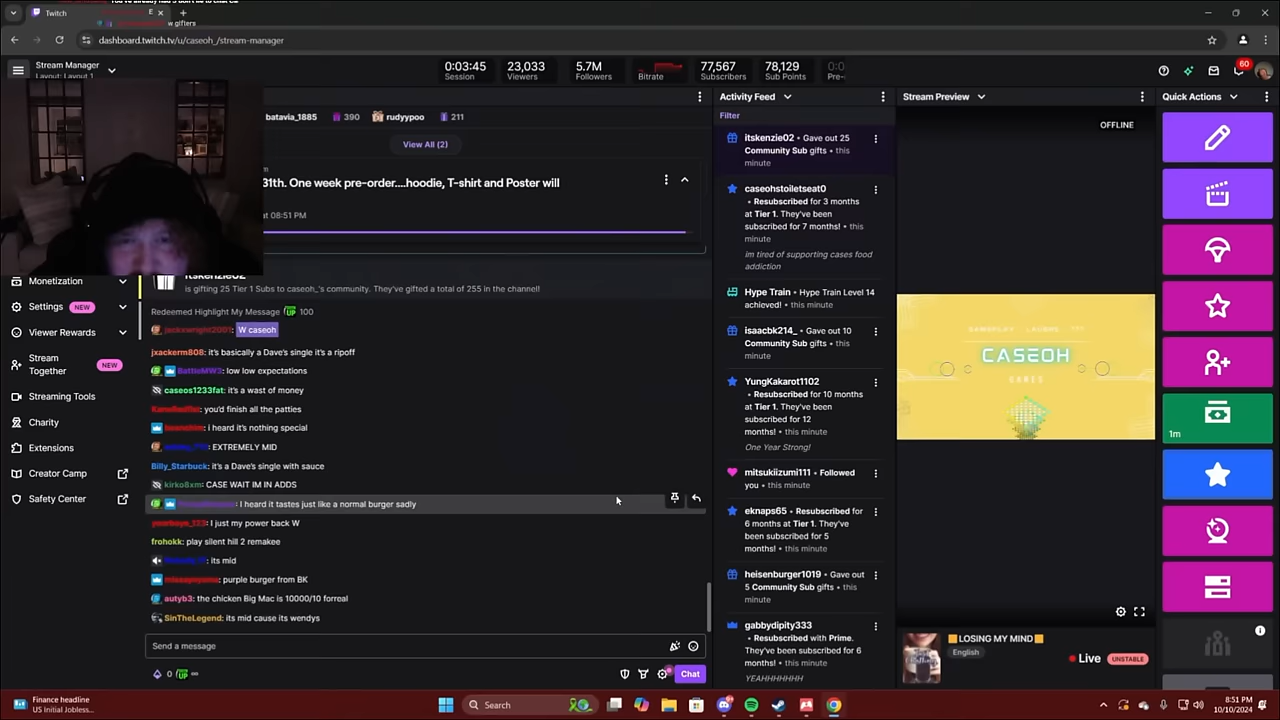 Twitch
w gifters
dashboard.twitch.tv/u/caseoh_/stream-manager
Stream Manager
Layout: Layout 1
0:03:45
Session
23,033
Viewers
5.7M
Followers
Bitrate
77,567
Subscribers
78,129
Sub Points
0:0
Pre-
60
batavia_1885
390
rudyypoo
211
View All (2)
31th. One week pre-order....hoodie, T-shirt and Poster will
at 08:51 PM
Monetization
Settings NEW
Viewer Rewards
Stream Together NEW
Streaming Tools
Charity
Extensions
Creator Camp
Safety Center
itskenzie02
is gifting 25 Tier 1 Subs to caseoh_'s community. They've gifted a total of 255 in the channel!
Redeemed Highlight My Message 100
W caseoh
jxackerm808: it's basically a Dave's single it's a ripoff
BattleMW3: low low expectations
caseos1233fat: it's a wast of money
: you'd finish all the patties
: i heard it's nothing special
: EXTREMELY MID
Billy_Starbuck: it's a Dave's single with sauce
kirko8xm: CASE WAIT IM IN ADDS
: I heard it tastes just like a normal burger sadly
: I just my power back W
frohokk: play silent hill 2 remakee
: its mid
: purple burger from BK
autyb3: the chicken Big Mac is 10000/10 forreal
SinTheLegend: its mid cause its wendys
Send a message
0
Chat
Activity Feed
Filter
itskenzie02 • Gave out 25
Community Sub gifts • this
minute
caseohstoiletseat0
• Resubscribed for 3 months
at Tier 1. They've been
subscribed for 7 months! • this
minute
im tired of supporting cases food
addiction
Hype Train • Hype Train Level 14
achieved! • this minute
isaacbk214_ • Gave out 10
Community Sub gifts • this
minute
YungKakarot1102
• Resubscribed for 10 months
at Tier 1. They've been
subscribed for 12
months! • this minute
One Year Strong!
mitsukiizumi111 • Followed
you • this minute
eknaps65 • Resubscribed for
6 months at Tier 1. They've
been subscribed for 5
months! • this minute
heisenburger1019 • Gave out
5 Community Sub gifts • this
minute
gabbydipity333
• Resubscribed with Prime.
They've been subscribed for 6
months! • this minute
YEAHHHHHH
Stream Preview
OFFLINE
CASEOH
GAMES
LOSING MY MIND
English
Live UNSTABLE
Quick Actions
1m
Finance headline
US Initial Jobless...
Search
8:51 PM
10/10/2024